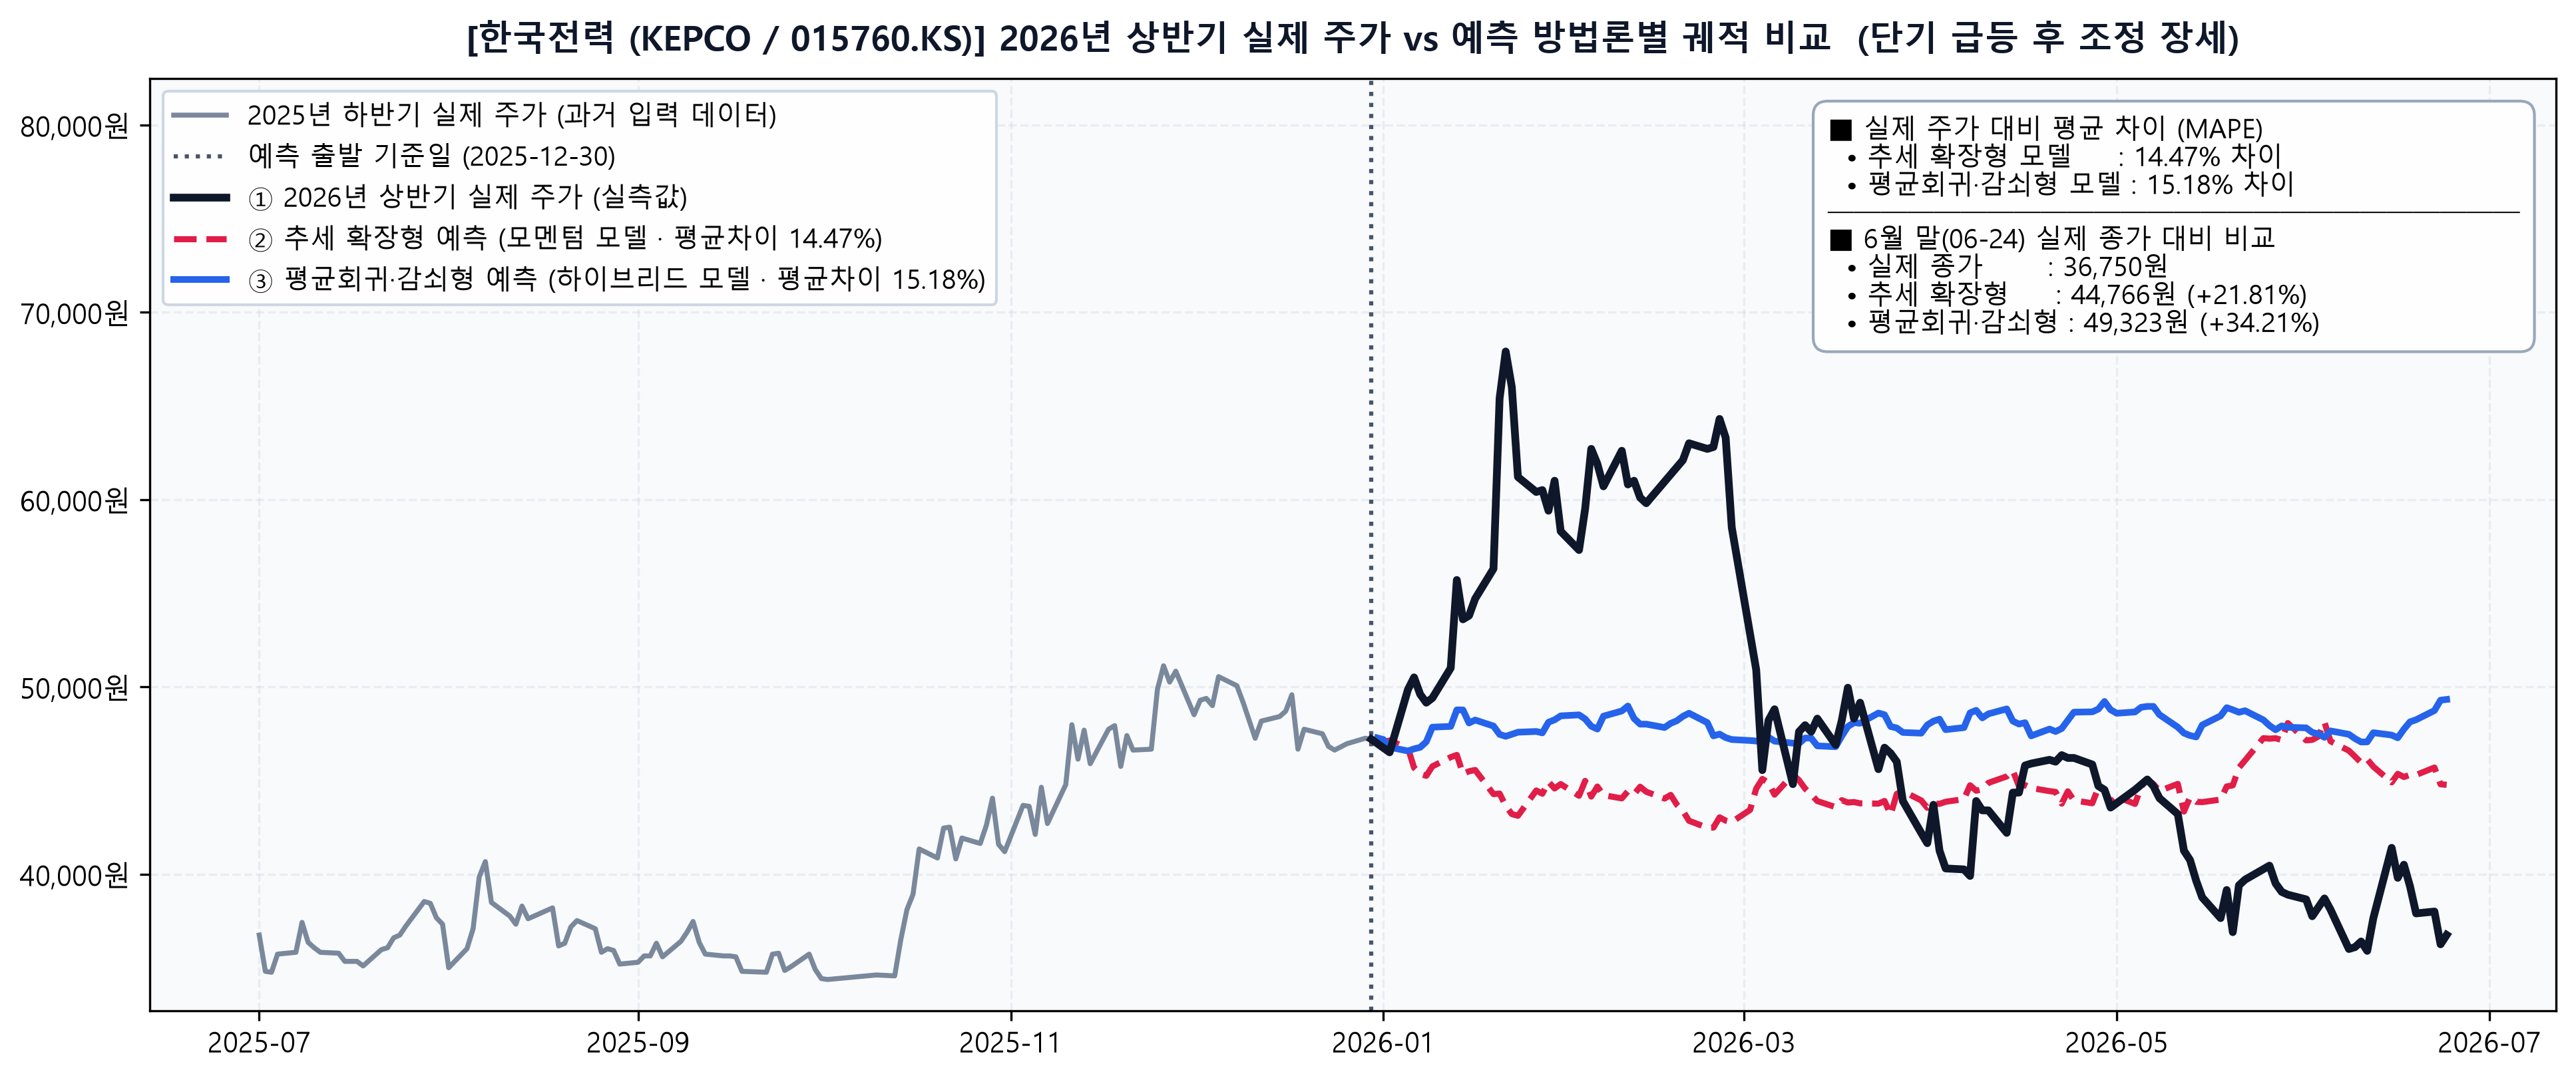 [한국전력 (KEPCO / 015760.KS)] 2026년 상반기 실제 주가 vs 예측 방법론별 궤적 비교 (단기 급등 후 조정 장세)
2025년 하반기 실제 주가 (과거 입력 데이터)
예측 출발 기준일 (2025-12-30)
① 2026년 상반기 실제 주가 (실측값)
② 추세 확장형 예측 (모멘텀 모델 · 평균차이 14.47%)
③ 평균회귀·감쇠형 예측 (하이브리드 모델 · 평균차이 15.18%)
■ 실제 주가 대비 평균 차이 (MAPE)
• 추세 확장형 모델 : 14.47% 차이
• 평균회귀·감쇠형 모델 : 15.18% 차이
■ 6월 말(06-24) 실제 종가 대비 비교
• 실제 종가 : 36,750원
• 추세 확장형 : 44,766원 (+21.81%)
• 평균회귀·감쇠형 : 49,323원 (+34.21%)
80,000원
70,000원
60,000원
50,000원
40,000원
2025-07
2025-09
2025-11
2026-01
2026-03
2026-05
2026-07